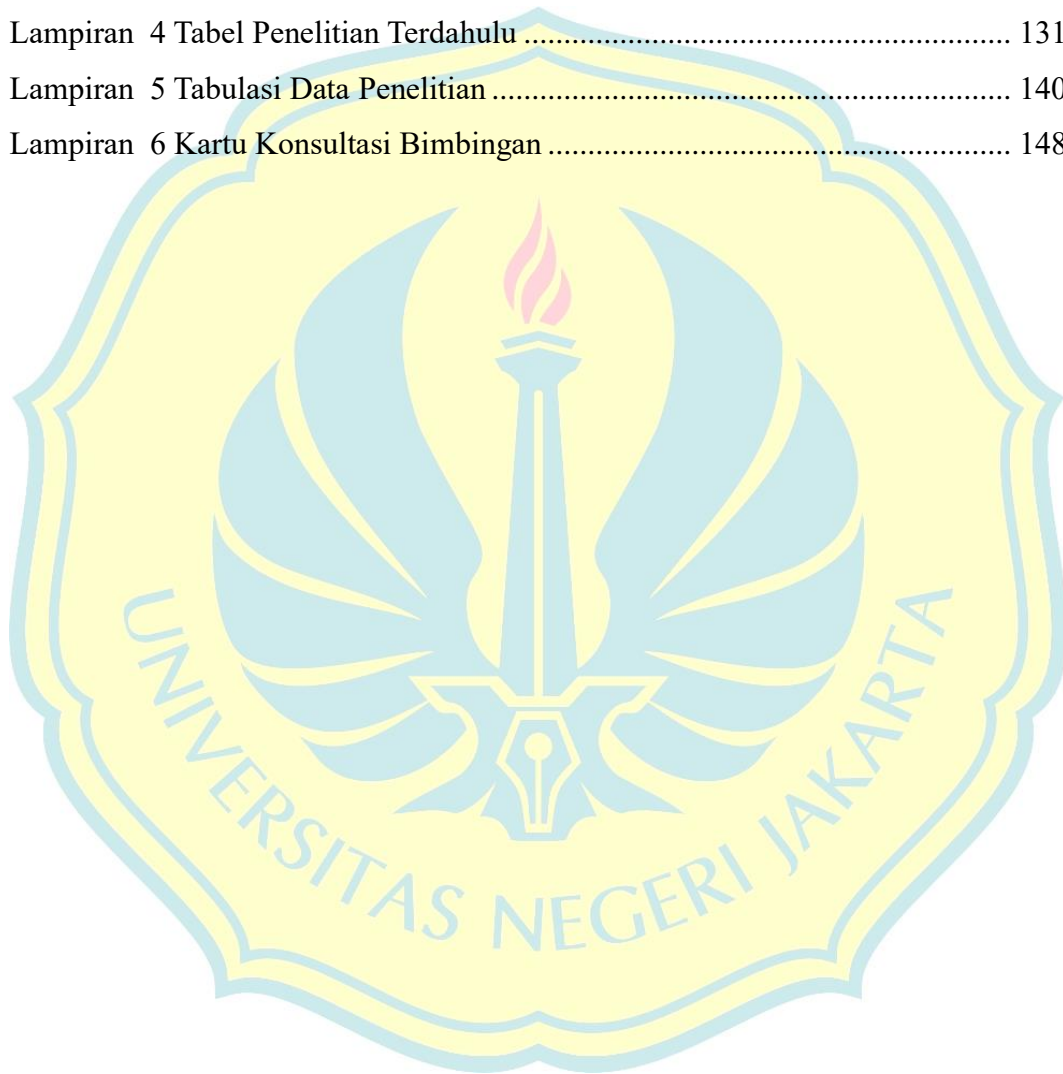 Lampiran  4 Tabel Penelitian Terdahulu ........................................................................ 131
Lampiran  5 Tabulasi Data Penelitian ............................................................................ 140
Lampiran  6 Kartu Konsultasi Bimbingan .................................................................... 148
UNIVERSITAS NEGERI JAKARTA